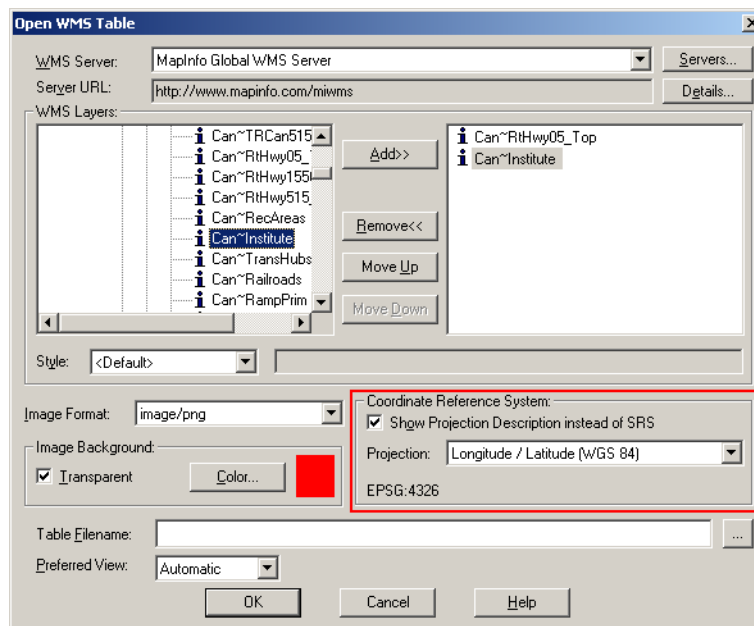 Open WMS Table
WMS Server: MapInfo Global WMS Server Servers...
Server URL: http://www.mapinfo.com/miwms Details...
WMS Layers:
Can~TRCan515
Can~RtHwy05_
Can~RtHwy155
Can~RtHwy515_
Can~RecAreas
Can~Institute
Can~TransHubs
Can~Railroads
Can~RampPrim
Add>>
Remove<<
Move Up
Move Down
Can~RtHwy05_Top
Can~Institute
Style: <Default>
Image Format: image/png
Image Background:
Transparent Color...
Coordinate Reference System:
Show Projection Description instead of SRS
Projection: Longitude / Latitude (WGS 84)
EPSG:4326
Table Filename: ...
Preferred View: Automatic
OK Cancel Help